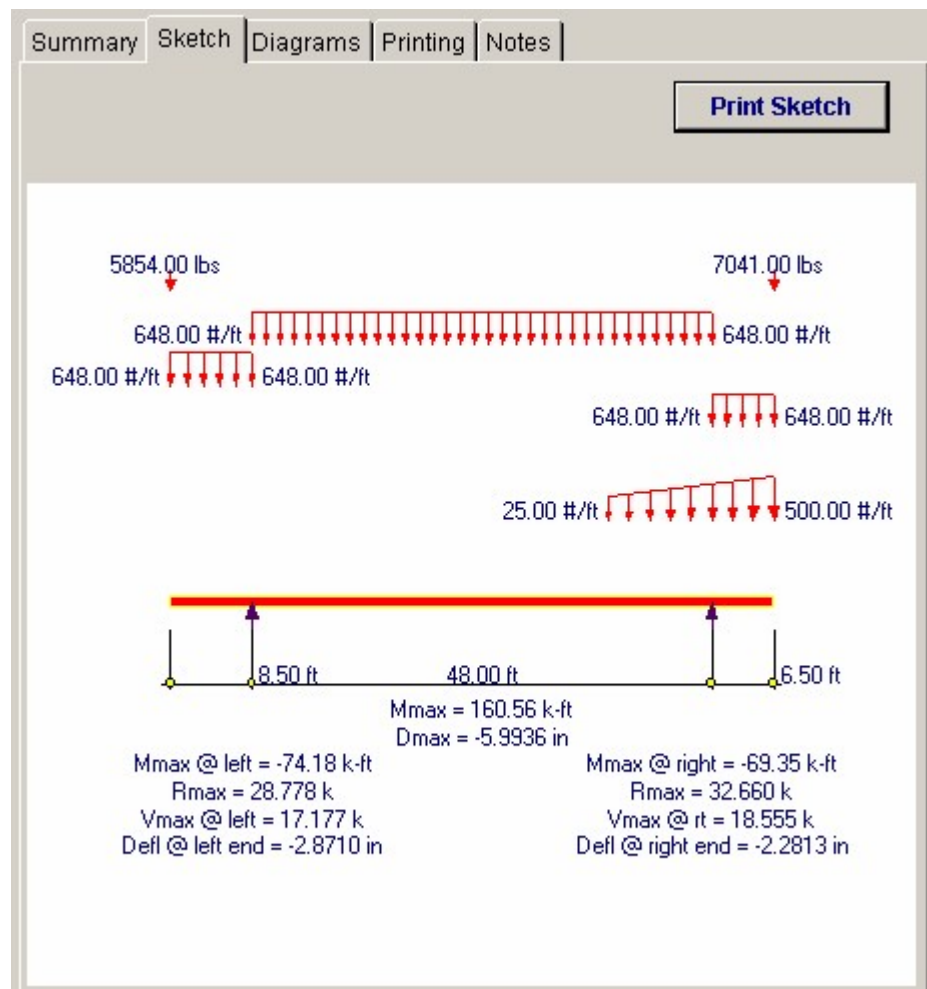 Summary Sketch Diagrams Printing Notes
Print Sketch
5854.00 lbs 7041.00 lbs
648.00 #/ft 648.00 #/ft
648.00 #/ft 648.00 #/ft
648.00 #/ft 648.00 #/ft
25.00 #/ft 500.00 #/ft
8.50 ft 48.00 ft 6.50 ft
Mmax = 160.56 k-ft
Dmax = -5.9936 in
Mmax @ left = -74.18 k-ft Mmax @ right = -69.35 k-ft
Rmax = 28.778 k Rmax = 32.660 k
Vmax @ left = 17.177 k Vmax @ rt = 18.555 k
Defl @ left end = -2.8710 in Defl @ right end = -2.2813 in